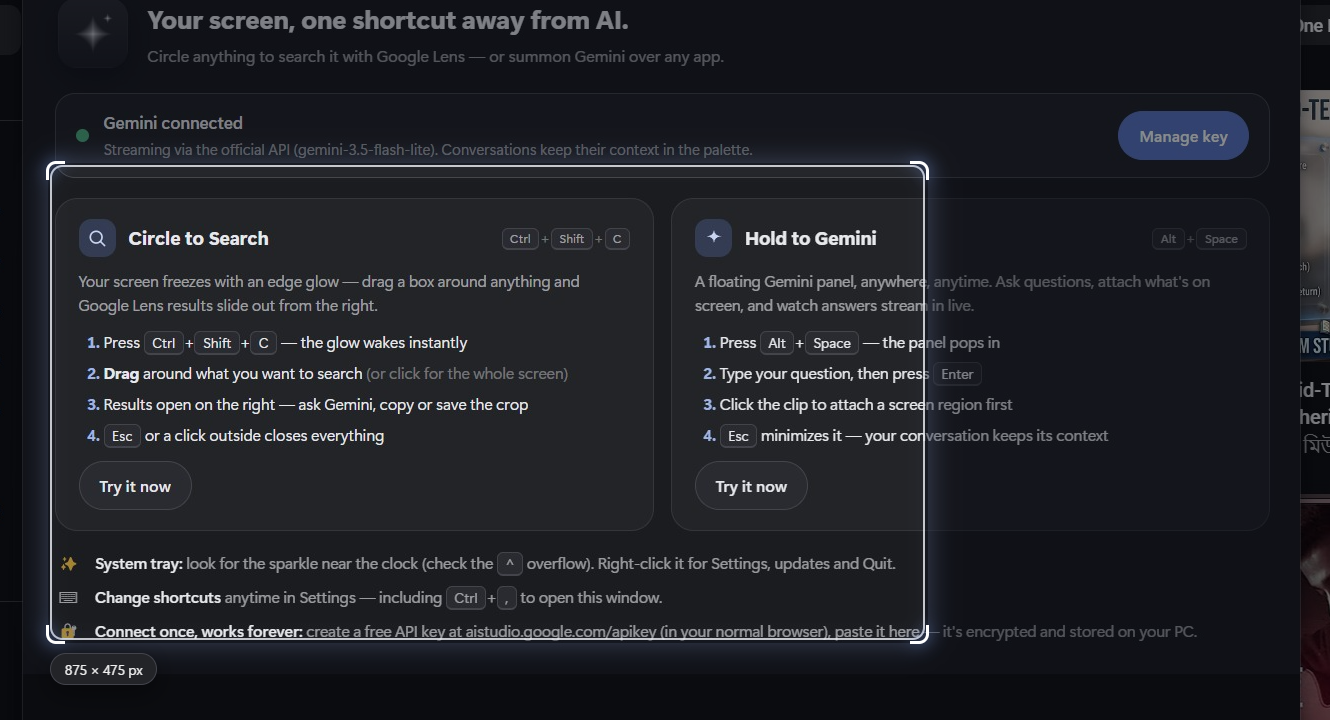 Your screen, one shortcut away from AI.
Circle anything to search it with Google Lens — or summon Gemini over any app.
Gemini connected
Streaming via the official API (gemini-3.5-flash-lite). Conversations keep their context in the palette.
Manage key
Circle to Search
Ctrl + Shift + C
Your screen freezes with an edge glow — drag a box around anything and
Google Lens results slide out from the right.
1. Press Ctrl + Shift + C — the glow wakes instantly
2. Drag around what you want to search (or click for the whole screen)
3. Results open on the right — ask Gemini, copy or save the crop
4. Esc or a click outside closes everything
Try it now
Hold to Gemini
Alt + Space
A floating Gemini panel, anywhere, anytime. Ask questions, attach what's on
screen, and watch answers stream in live.
1. Press Alt + Space — the panel pops in
2. Type your question, then press Enter
3. Click the clip to attach a screen region first
4. Esc minimizes it — your conversation keeps its context
Try it now
System tray: look for the sparkle near the clock (check the ^ overflow). Right-click it for Settings, updates and Quit.
Change shortcuts anytime in Settings — including Ctrl + , to open this window.
Connect once, works forever: create a free API key at aistudio.google.com/apikey (in your normal browser), paste it here — it's encrypted and stored on your PC.
875 × 475 px